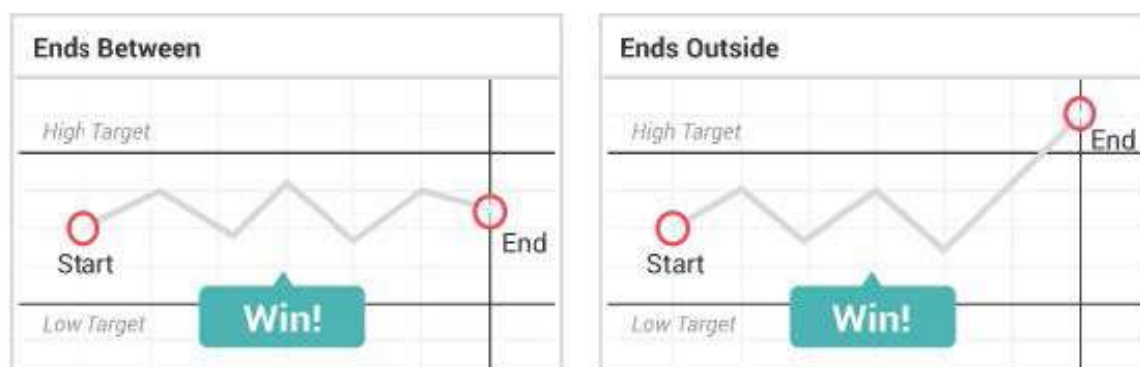 Ends Between
High Target
Start
End
Low Target
Win!
Ends Outside
High Target
End
Start
Low Target
Win!